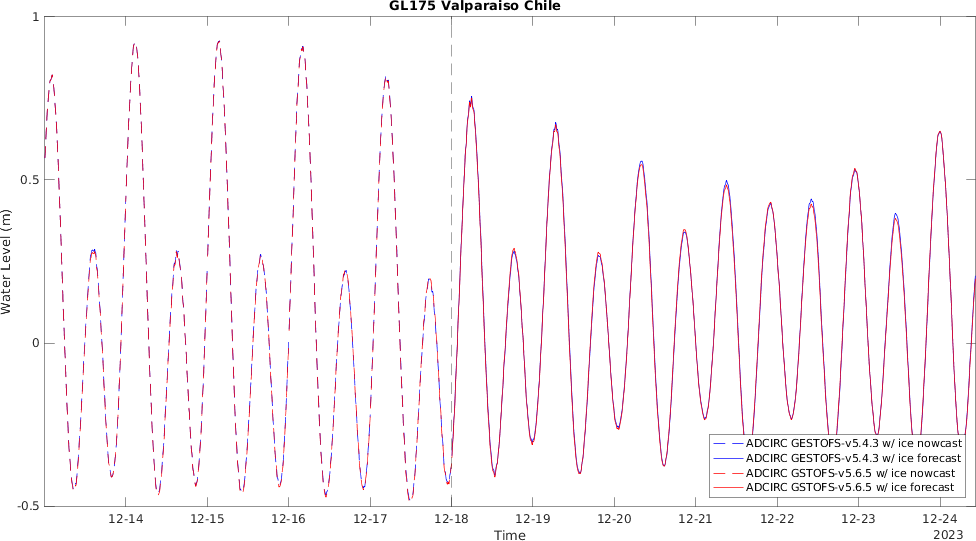 GL175 Valparaiso Chile
Water Level (m)
1
0.5
0
-0.5
12-14 12-15 12-16 12-17 12-18 12-19 12-20 12-21 12-22 12-23 12-24
2023
Time
ADCIRC GESTOFS-v5.4.3 w/ ice nowcast
ADCIRC GESTOFS-v5.4.3 w/ ice forecast
ADCIRC GSTOFS-v5.6.5 w/ ice nowcast
ADCIRC GSTOFS-v5.6.5 w/ ice forecast